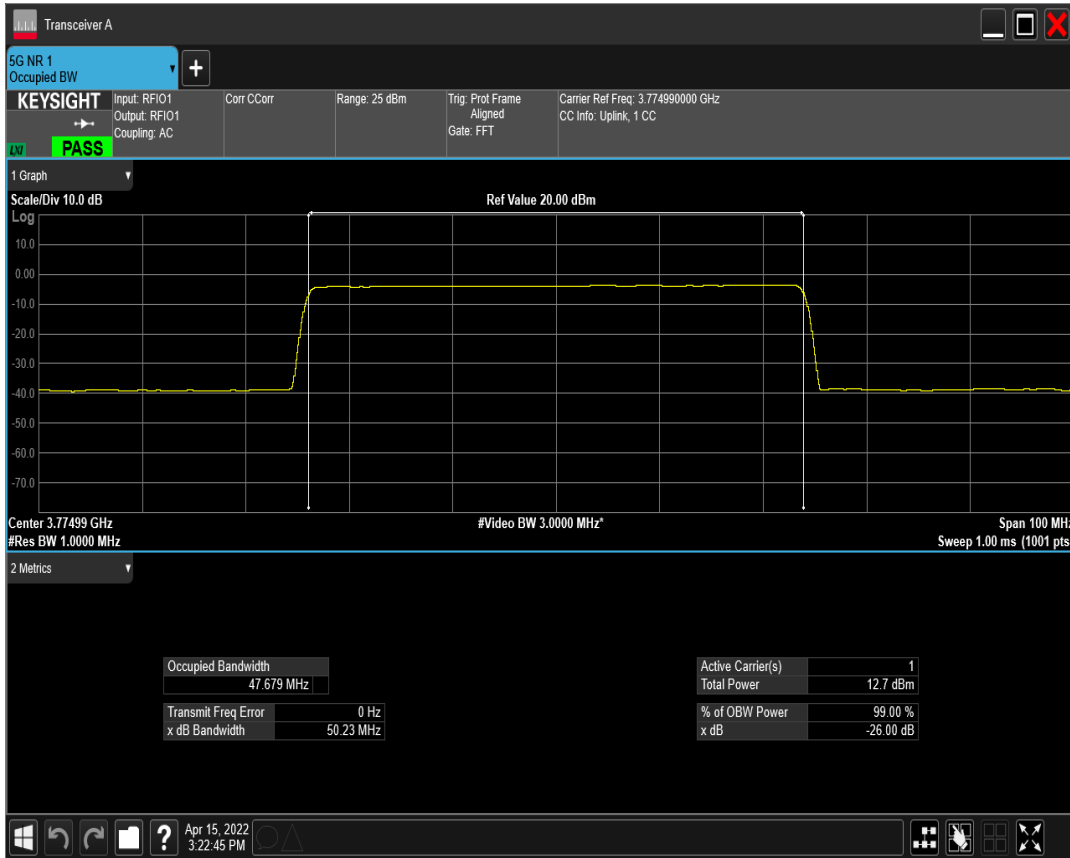 Transceiver A
5G NR 1
Occupied BW
KEYSIGHT
LXI
PASS
Input: RFIO1
Output: RFIO1
Coupling: AC
Corr CCorr
Range: 25 dBm
Trig: Prot Frame
Aligned
Gate: FFT
Carrier Ref Freq: 3.774990000 GHz
CC Info: Uplink, 1 CC
1 Graph
Scale/Div 10.0 dB
Ref Value 20.00 dBm
Log
10.0
0.00
-10.0
-20.0
-30.0
-40.0
-50.0
-60.0
-70.0
Center 3.77499 GHz
#Video BW 3.0000 MHz*
Span 100 MHz
#Res BW 1.0000 MHz
Sweep 1.00 ms (1001 pts
2 Metrics
Occupied Bandwidth
47.679 MHz
Transmit Freq Error 0 Hz
x dB Bandwidth 50.23 MHz
Active Carrier(s) 1
Total Power 12.7 dBm
% of OBW Power 99.00 %
x dB -26.00 dB
?
Apr 15, 2022
3:22:45 PM